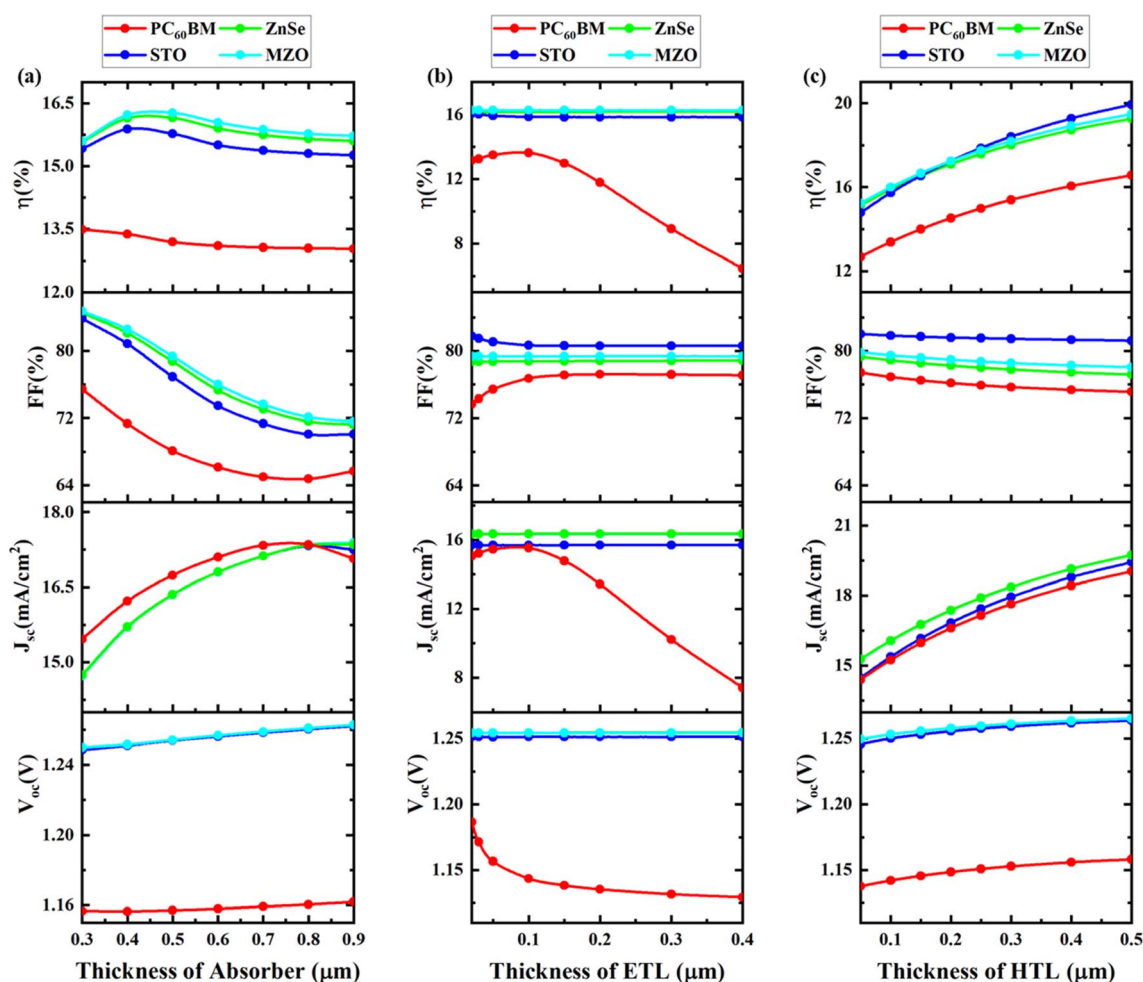 PC₆₀BM ZnSe
STO MZO
(a)
η(%)
16.5
15.0
13.5
12.0
FF(%)
80
72
64
Jsc(mA/cm²)
18.0
16.5
15.0
Voc(V)
1.24
1.20
1.16
0.3 0.4 0.5 0.6 0.7 0.8 0.9
Thickness of Absorber (μm)
PC₆₀BM ZnSe
STO MZO
(b)
η(%)
16
12
8
FF(%)
80
72
64
Jsc(mA/cm²)
16
12
8
Voc(V)
1.25
1.20
1.15
0.1 0.2 0.3 0.4
Thickness of ETL (μm)
PC₆₀BM ZnSe
STO MZO
(c)
η(%)
20
16
12
FF(%)
80
72
64
Jsc(mA/cm²)
21
18
15
Voc(V)
1.25
1.20
1.15
0.1 0.2 0.3 0.4 0.5
Thickness of HTL (μm)